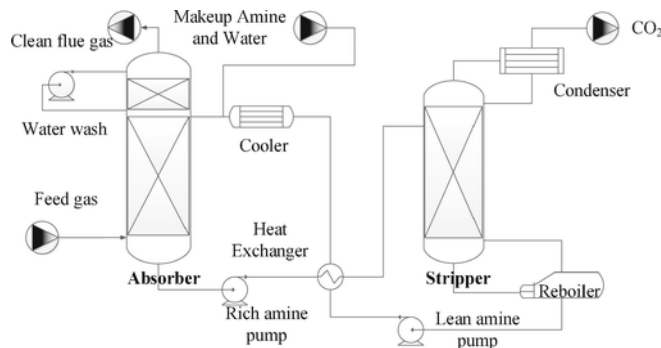 Clean flue gas
Makeup Amine
and Water
CO₂
Condenser
Water wash
Cooler
Feed gas
Heat
Exchanger
Absorber
Stripper
Reboiler
Rich amine
pump
Lean amine
pump